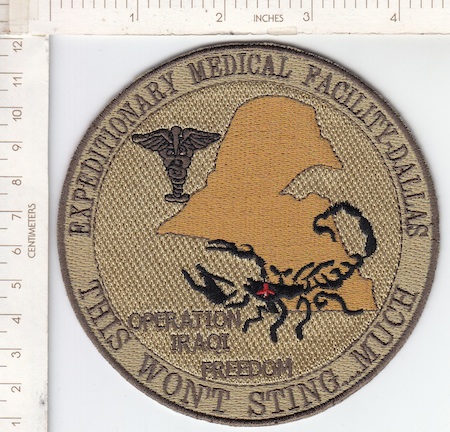 1 2 INCHES 3 4
12
11
10
9
8
7
6
5
4
3
2
1
CENTIMETERS
EXPEDITIONARY MEDICAL FACILITY-DALLAS
OPERATION
IRAQI
FREEDOM
THIS WON'T STING...MUCH